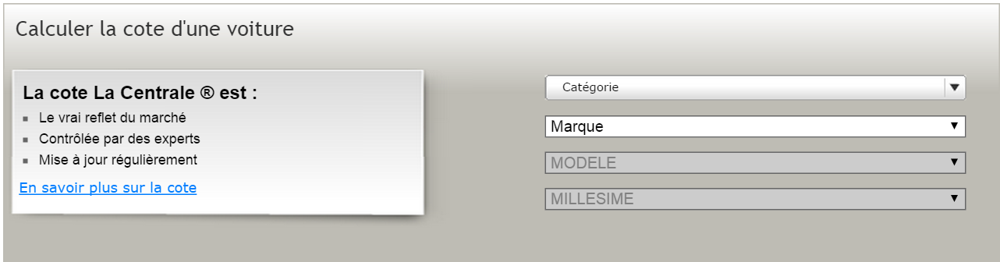 Calculer la cote d'une voiture
La cote La Centrale ® est :
Le vrai reflet du marché
Contrôlée par des experts
Mise à jour régulièrement
En savoir plus sur la cote
Catégorie
Marque
MODELE
MILLESIME